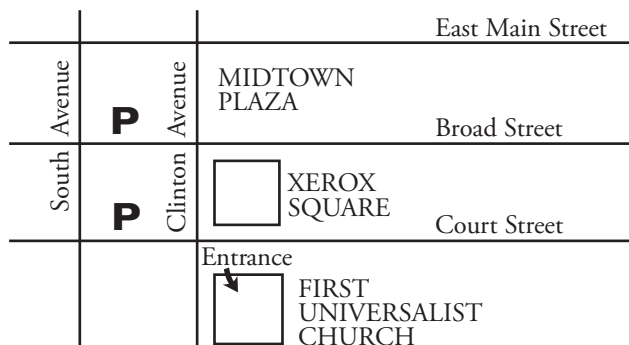 East Main Street
South Avenue
P
Clinton Avenue
MIDTOWN
PLAZA
Broad Street
P
XEROX
SQUARE
Court Street
Entrance
FIRST
UNIVERSALIST
CHURCH